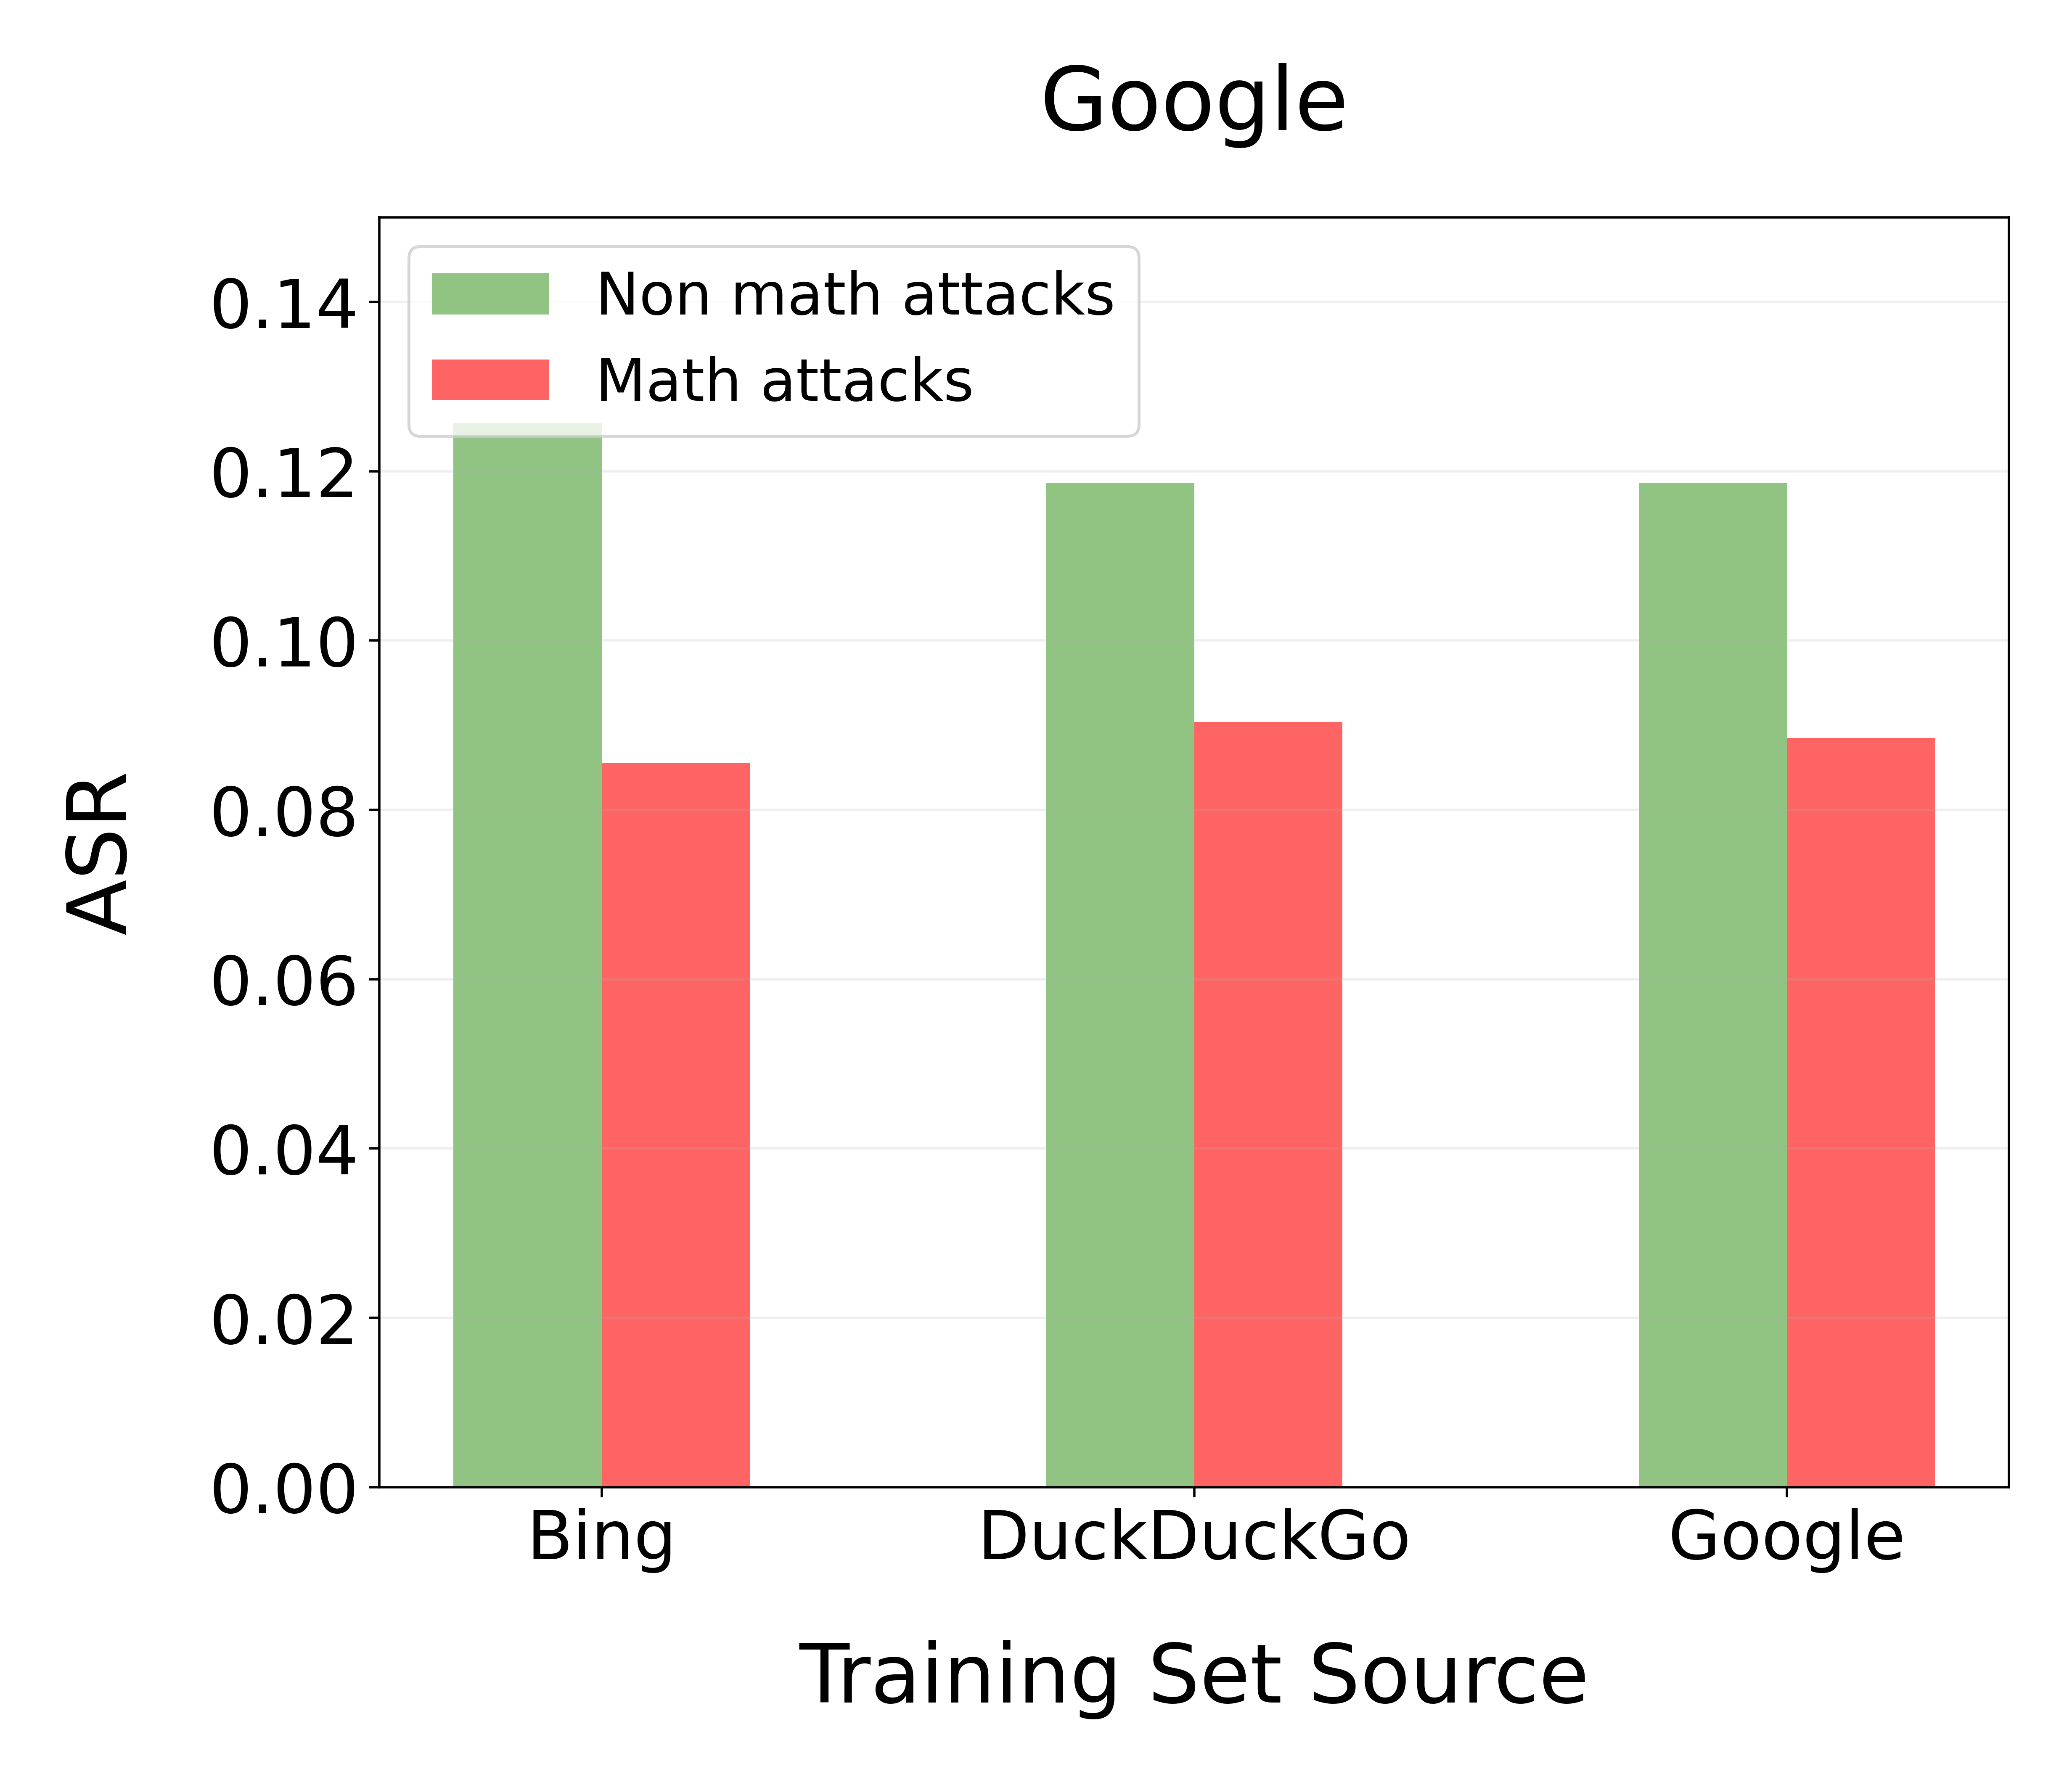 Google
Non math attacks
Math attacks
0.14
0.12
0.10
0.08
0.06
0.04
0.02
0.00
ASR
Bing
DuckDuckGo
Google
Training Set Source